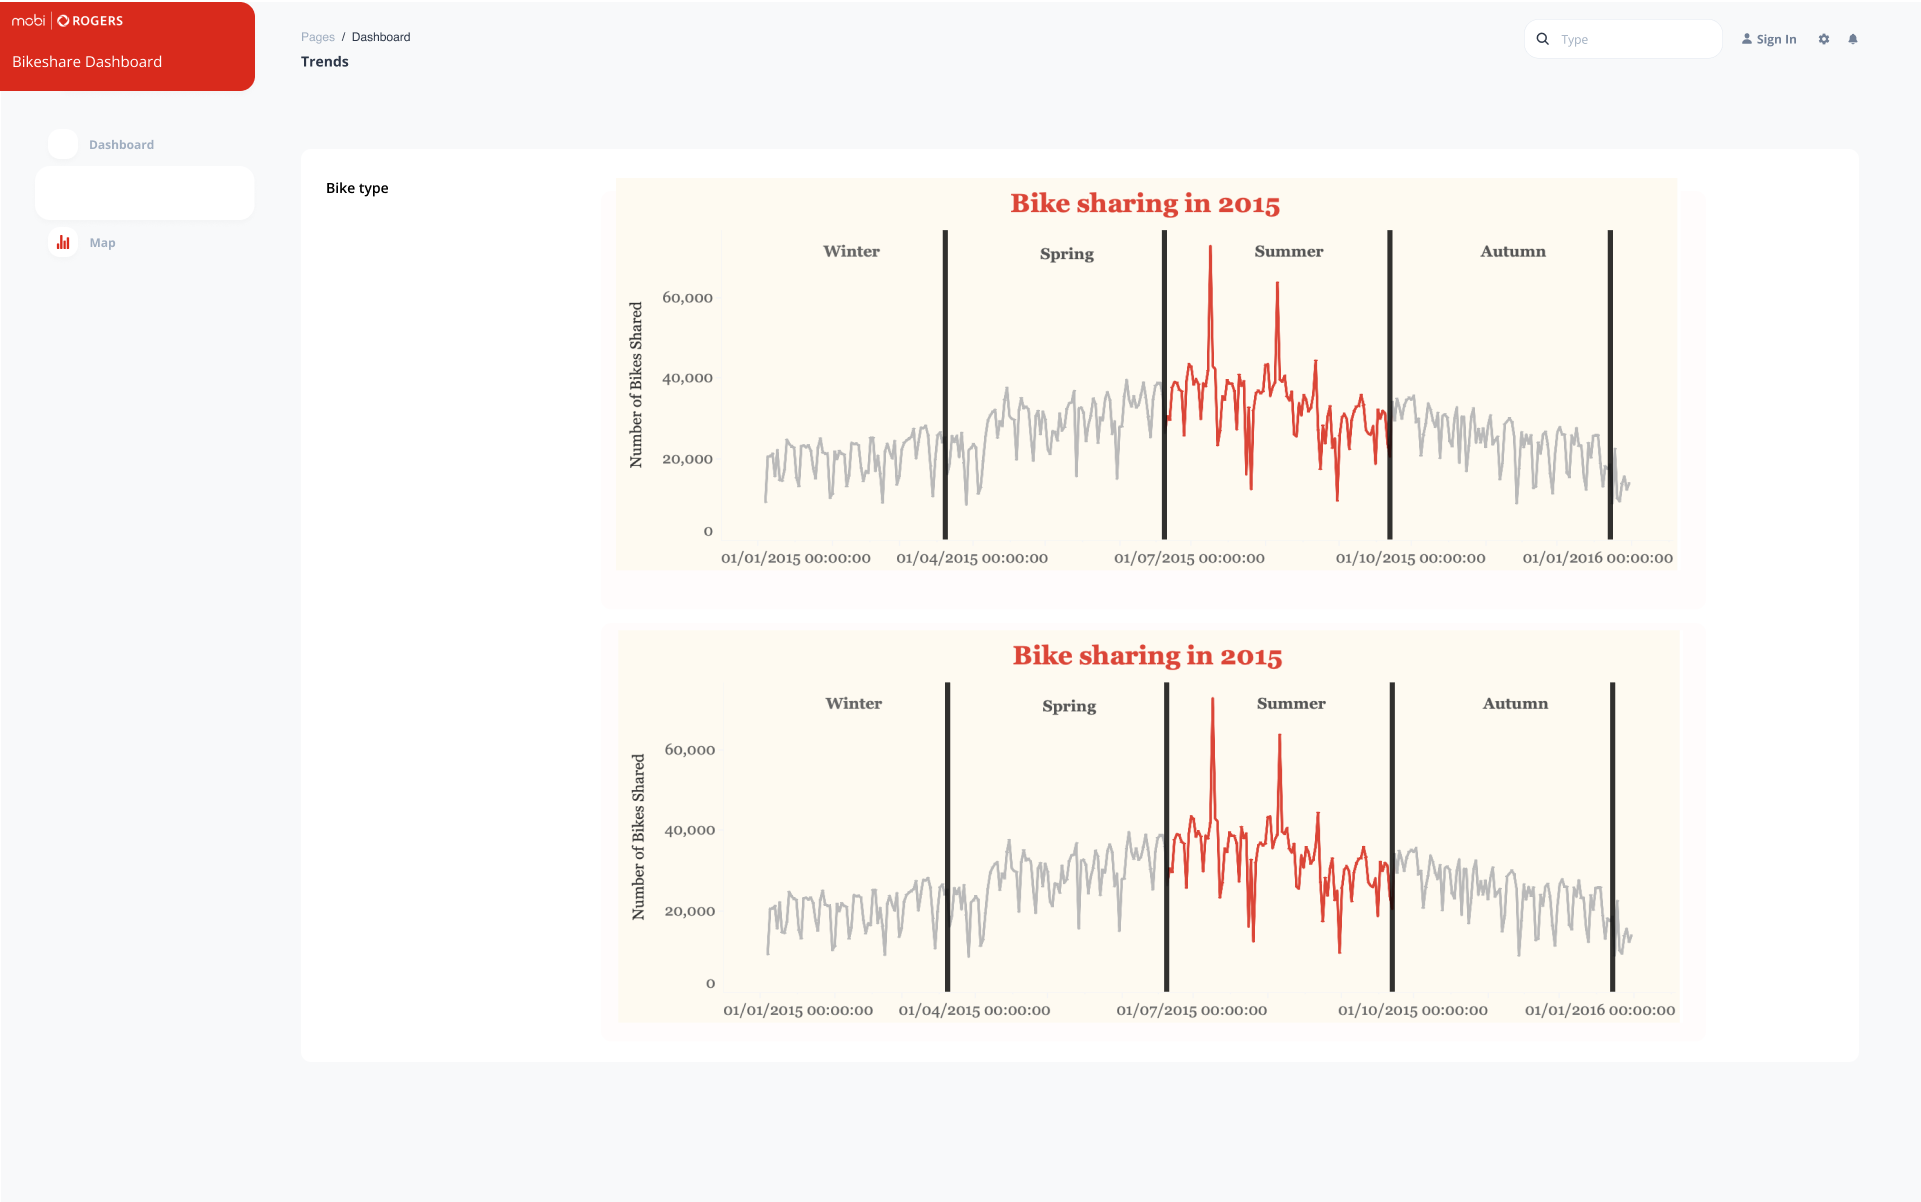 mobi ROGERS
Bikeshare Dashboard
Pages / Dashboard
Trends
Type
Sign In
Dashboard
Map
Bike type
Bike sharing in 2015
Winter
Spring
Summer
Autumn
Number of Bikes Shared
60,000
40,000
20,000
0
01/01/2015 00:00:00
01/04/2015 00:00:00
01/07/2015 00:00:00
01/10/2015 00:00:00
01/01/2016 00:00:00
Bike sharing in 2015
Winter
Spring
Summer
Autumn
Number of Bikes Shared
60,000
40,000
20,000
0
01/01/2015 00:00:00
01/04/2015 00:00:00
01/07/2015 00:00:00
01/10/2015 00:00:00
01/01/2016 00:00:00